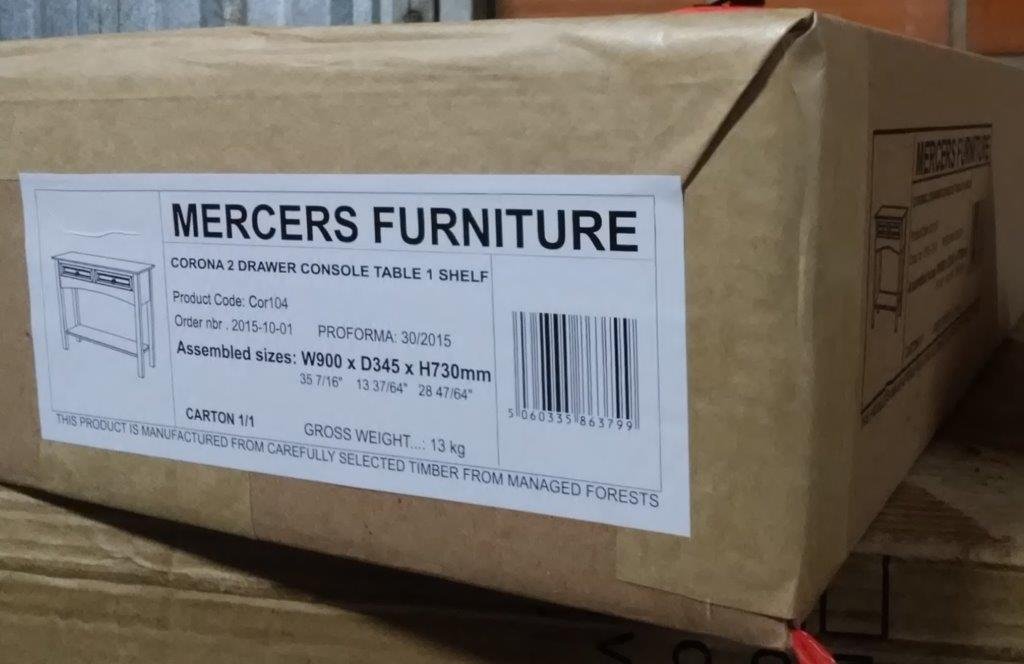 MERCERS FURNITURE
CORONA 2 DRAWER CONSOLE TABLE 1 SHELF
Product Code: Cor104
Order nbr . 2015-10-01 PROFORMA: 30/2015
Assembled sizes: W900 x D345 x H730mm
35 7/16" 13 37/64" 28 47/64"
5 060335 863799
CARTON 1/1 GROSS WEIGHT...: 13 kg
THIS PRODUCT IS MANUFACTURED FROM CAREFULLY SELECTED TIMBER FROM MANAGED FORESTS
MERCERS FURNITURE